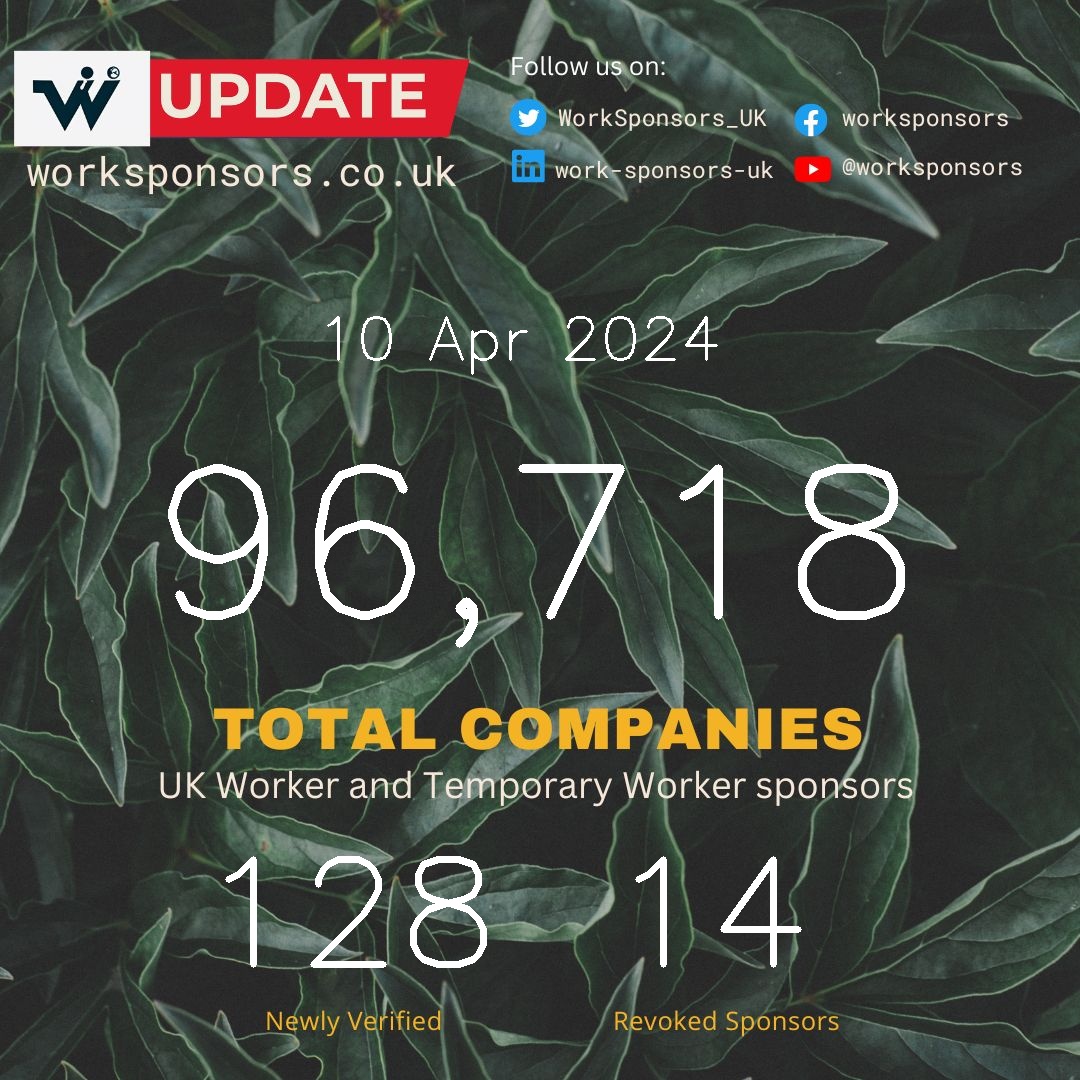 UPDATE
worksponsors.co.uk
Follow us on:
WorkSponsors_UK
worksponsors
work-sponsors-uk
@worksponsors
10 Apr 2024
96,718
TOTAL COMPANIES
UK Worker and Temporary Worker sponsors
128 14
Newly Verified Revoked Sponsors